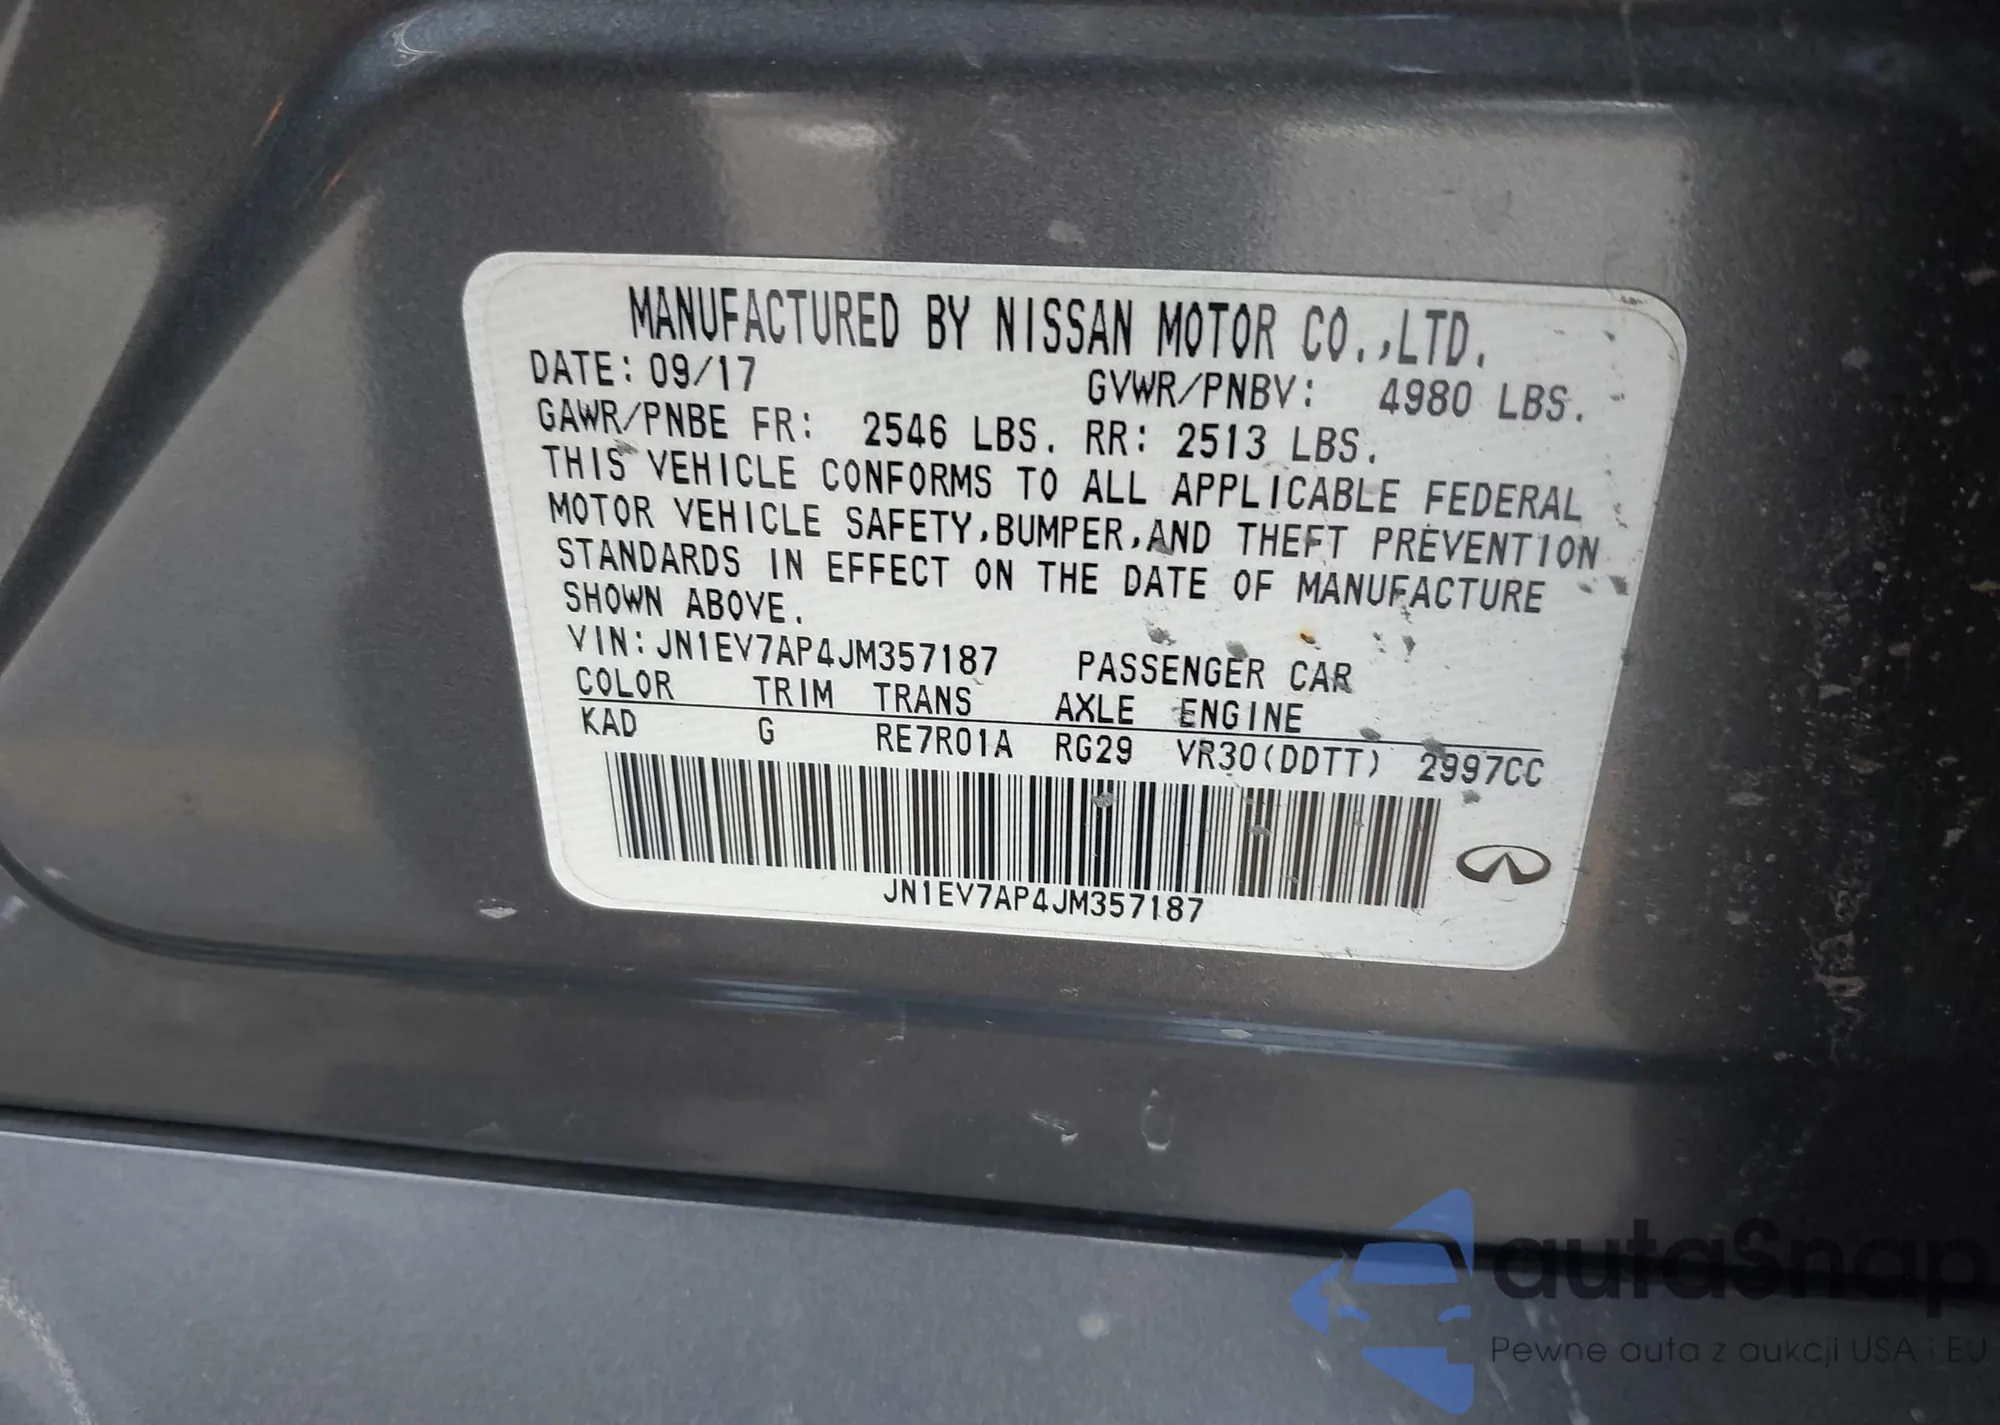 MANUFACTURED BY NISSAN MOTOR CO.,LTD.
DATE: 09/17 GVWR/PNBV: 4980 LBS.
GAWR/PNBE FR: 2546 LBS. RR: 2513 LBS.
THIS VEHICLE CONFORMS TO ALL APPLICABLE FEDERAL
MOTOR VEHICLE SAFETY,BUMPER,AND THEFT PREVENTION
STANDARDS IN EFFECT ON THE DATE OF MANUFACTURE
SHOWN ABOVE.
VIN:JN1EV7AP4JM357187 PASSENGER CAR
COLOR TRIM TRANS AXLE ENGINE
KAD G RE7R01A RG29 VR30(DDTT) 2997CC
JN1EV7AP4JM357187
autaSnap
Pewne auta z aukcji USA i EU